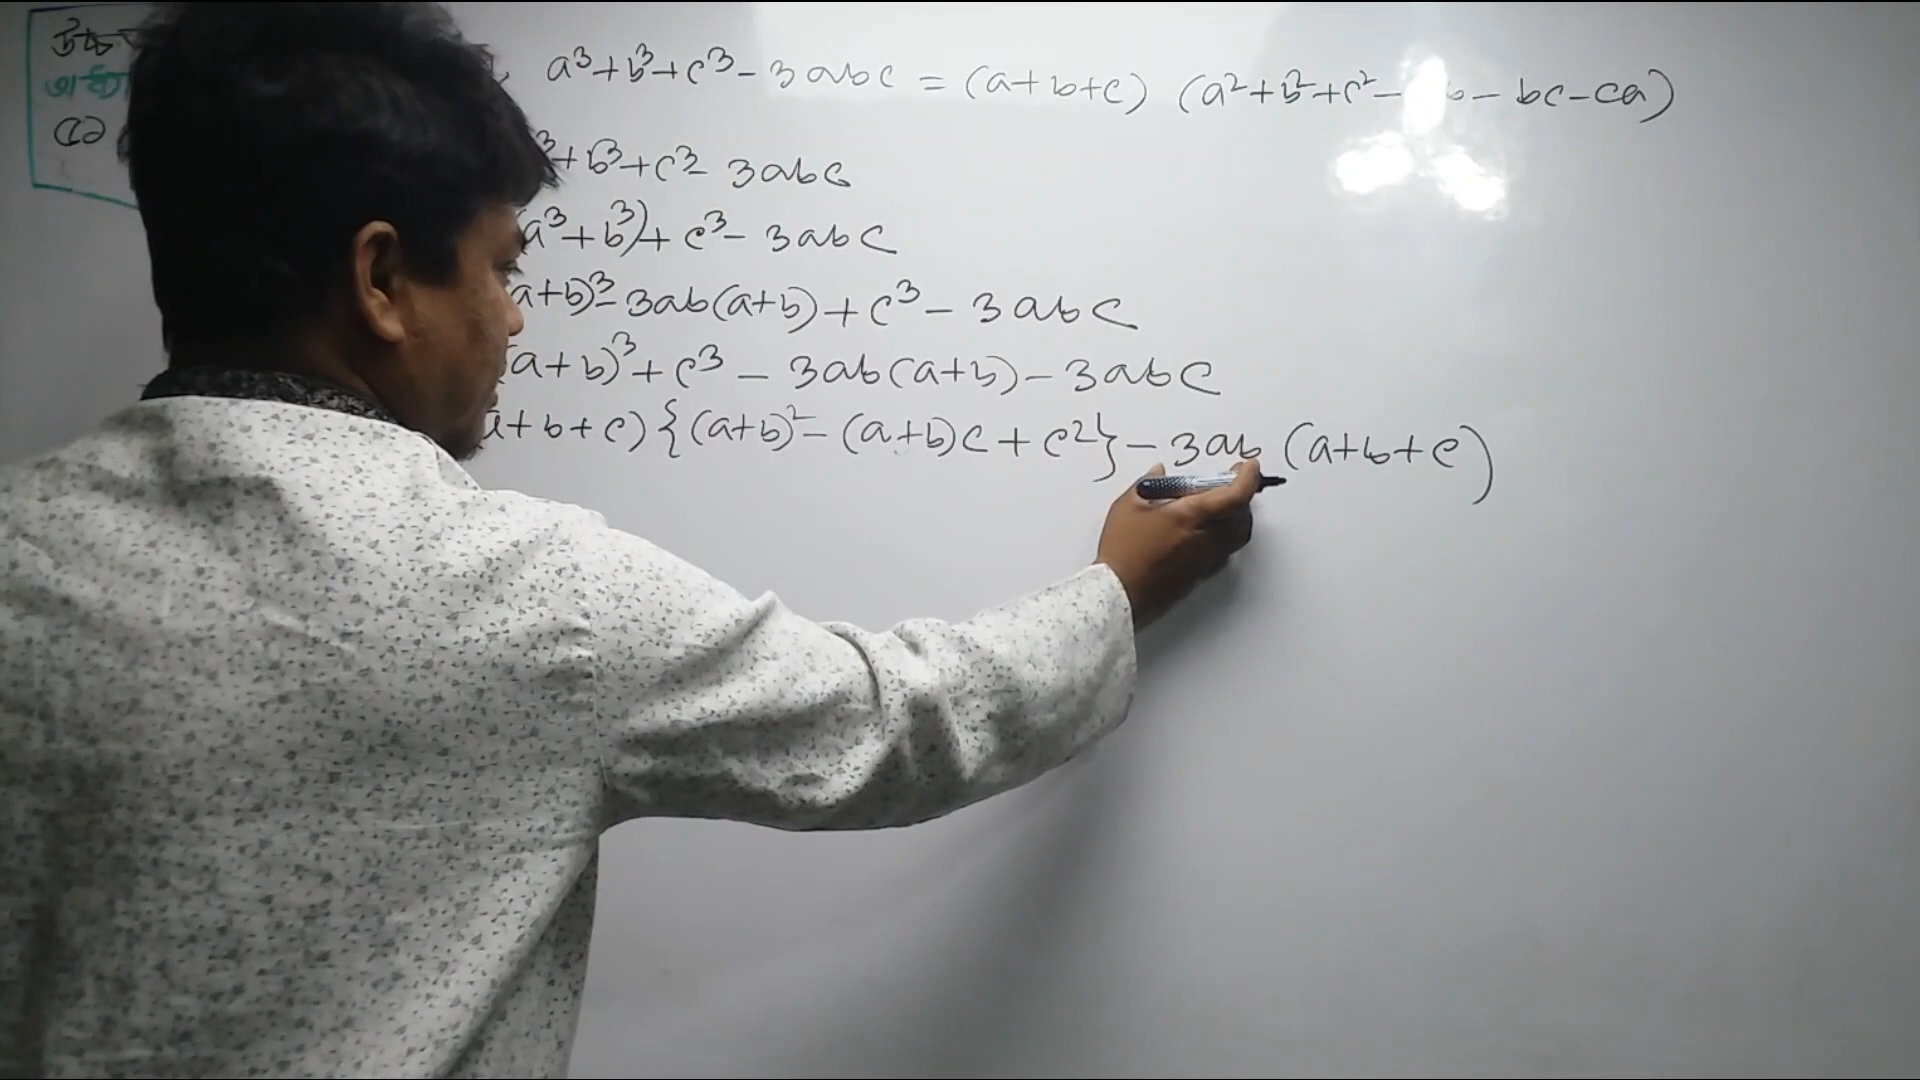 a³+b³+c³-3abc = (a+b+c) (a²+b²+c²- b - bc-ca)
³+b³+c³-3abc
(a³+b³)+c³-3abc
a+b)³-3ab(a+b)+c³-3abc
(a+b)³+c³-3ab(a+b)-3abc
a+b+c){(a+b)²-(a+b)c+c²}-3ab(a+b+c)